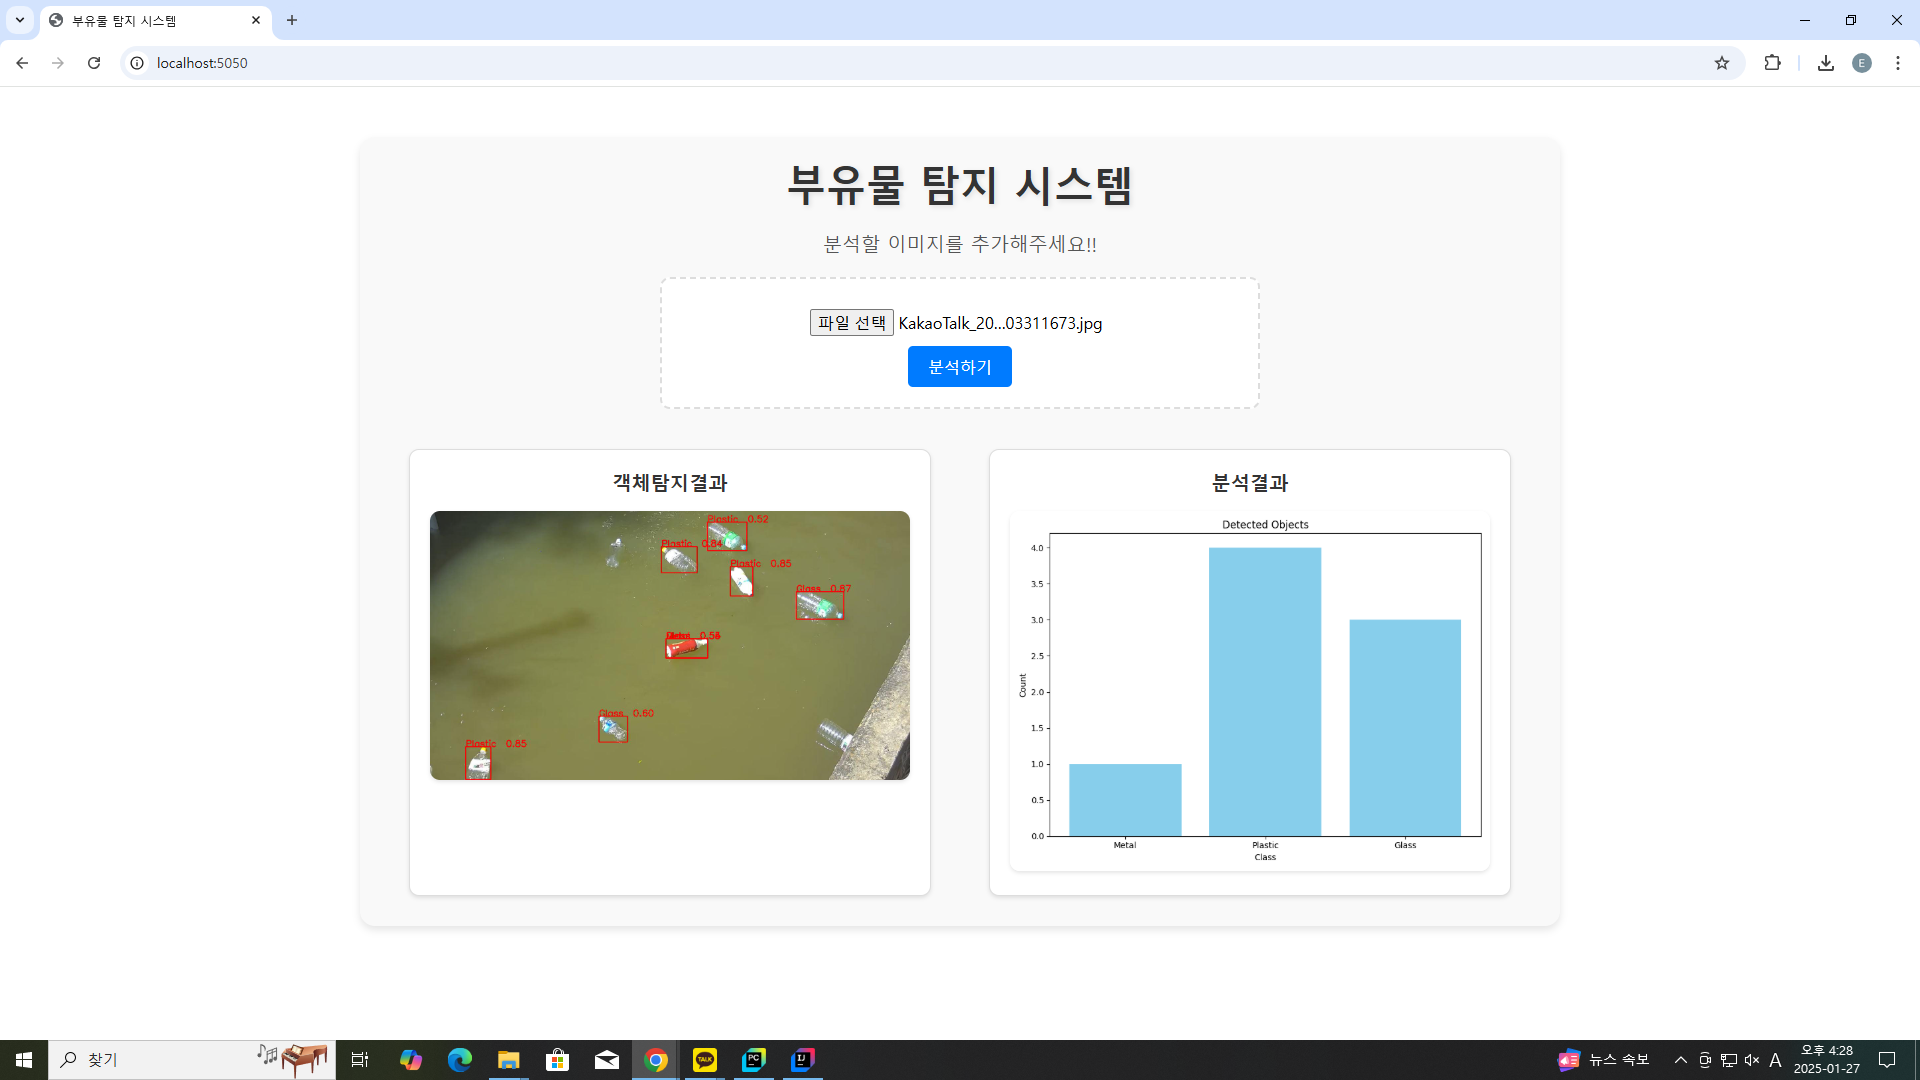 부유물 탐지 시스템
localhost:5050
E
부유물 탐지 시스템
분석할 이미지를 추가해주세요!!
파일 선택 KakaoTalk_20...03311673.jpg
분석하기
객체탐지결과
Plastic 0.52
Plastic 0.84
Plastic 0.85
Glass 0.87
Glass 0.60
Plastic 0.85
분석결과
Detected Objects
4.0
3.5
3.0
2.5
2.0
1.5
1.0
0.5
0.0
Count
Metal Plastic Glass
Class
찾기
TALK
PC
IJ
뉴스 속보
A
오후 4:28
2025-01-27